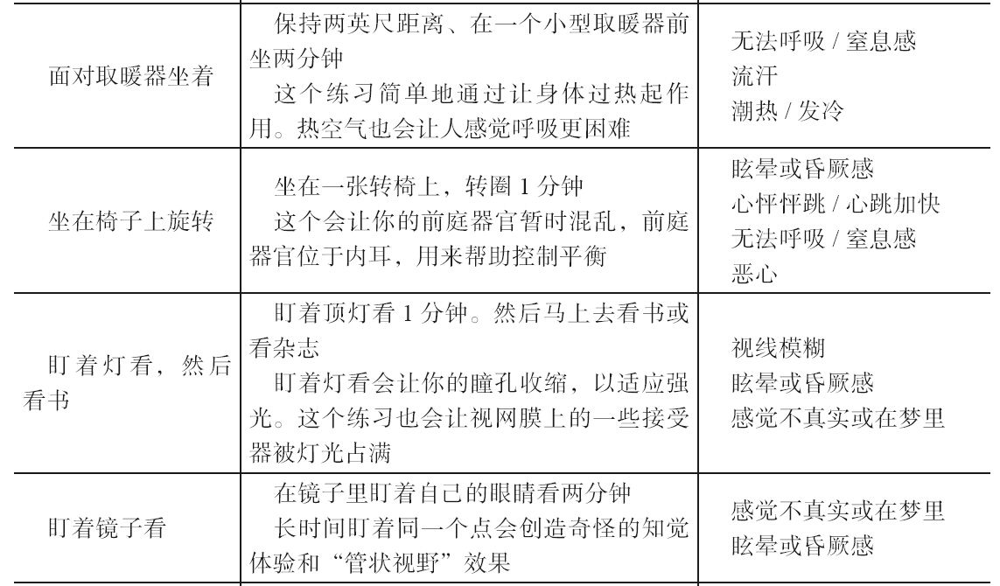 面对取暖器坐着
保持两英尺距离、在一个小型取暖器前
坐两分钟
这个练习简单地通过让身体过热起作
用。热空气也会让人感觉呼吸更困难
无法呼吸 / 窒息感
流汗
潮热 / 发冷
坐在椅子上旋转
坐在一张转椅上，转圈 1 分钟
这个会让你的前庭器官暂时混乱，前庭
器官位于内耳，用来帮助控制平衡
眩晕或昏厥感
心怦怦跳 / 心跳加快
无法呼吸 / 窒息感
恶心
盯着灯看，然后
看书
盯着顶灯看 1 分钟。然后马上去看书或
看杂志
盯着灯看会让你的瞳孔收缩，以适应强
光。这个练习也会让视网膜上的一些接受
器被灯光占满
视线模糊
眩晕或昏厥感
感觉不真实或在梦里
盯着镜子看
在镜子里盯着自己的眼睛看两分钟
长时间盯着同一个点会创造奇怪的知觉
体验和“管状视野”效果
感觉不真实或在梦里
眩晕或昏厥感